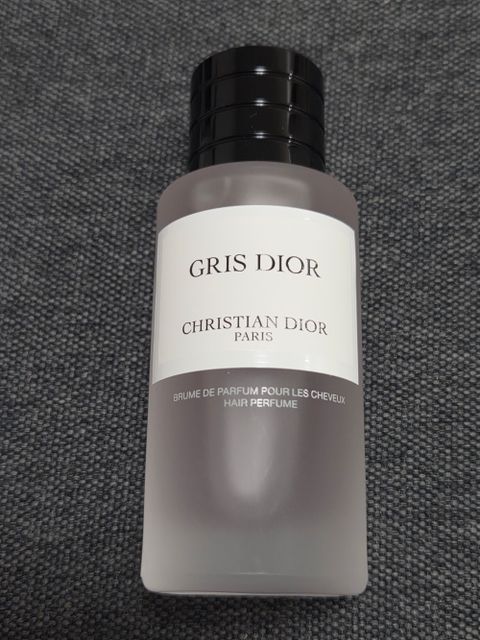 GRIS DIOR
CHRISTIAN DIOR
PARIS
BRUME DE PARFUM POUR LES CHEVEUX
HAIR PERFUME